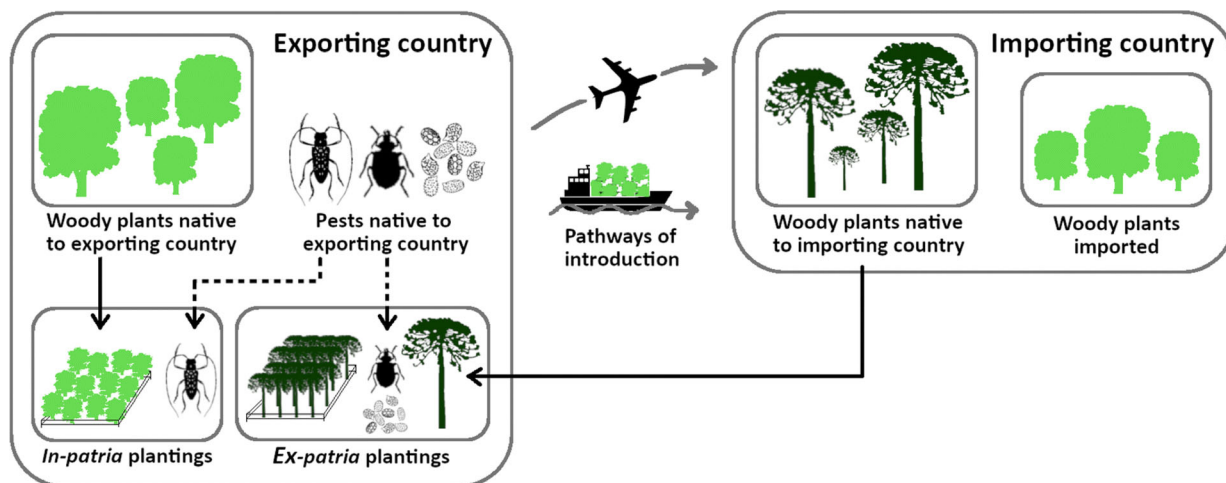 Exporting country
Importing country
Woody plants native
to exporting country
Pests native to
exporting country
Pathways of
introduction
Woody plants native
to importing country
Woody plants
imported
In-patria plantings
Ex-patria plantings